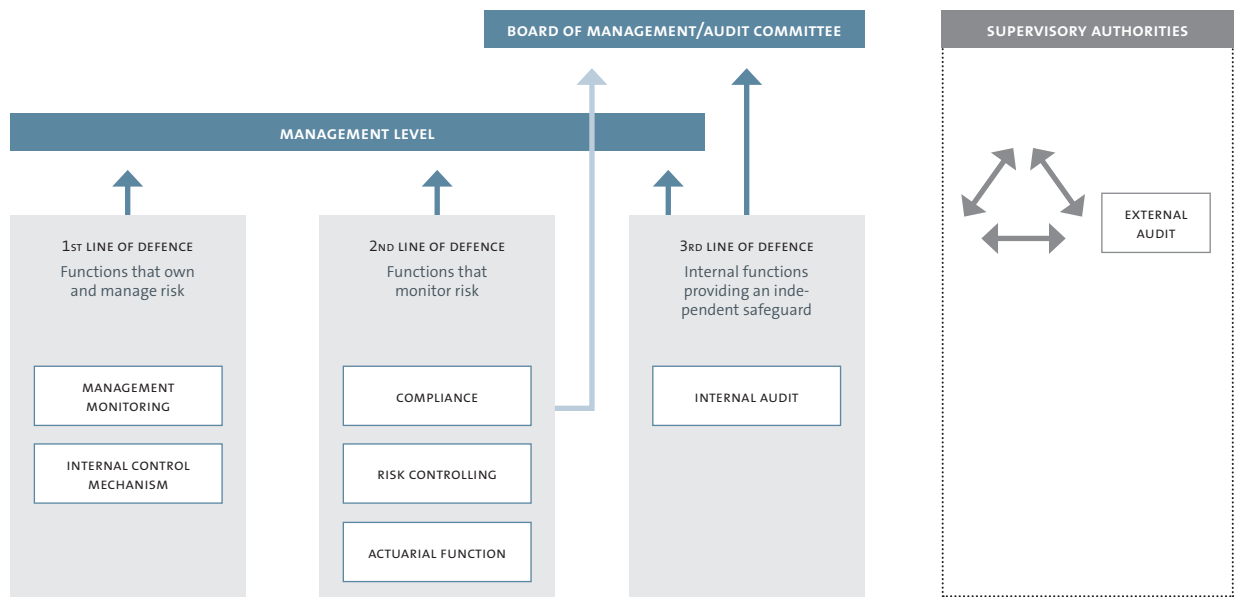 BOARD OF MANAGEMENT/AUDIT COMMITTEE
SUPERVISORY AUTHORITIES
MANAGEMENT LEVEL
1ST LINE OF DEFENCE
Functions that own
and manage risk
MANAGEMENT
MONITORING
INTERNAL CONTROL
MECHANISM
2ND LINE OF DEFENCE
Functions that
monitor risk
COMPLIANCE
RISK CONTROLLING
ACTUARIAL FUNCTION
3RD LINE OF DEFENCE
Internal functions
providing an inde-
pendent safeguard
INTERNAL AUDIT
EXTERNAL
AUDIT